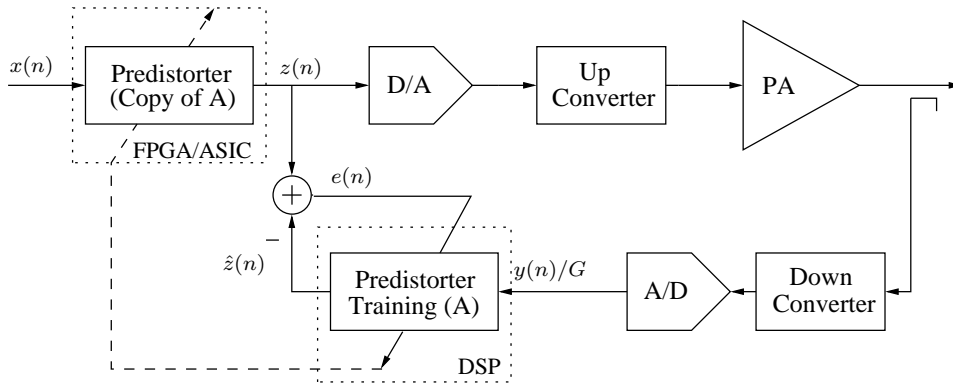 x(n)
Predistorter
(Copy of A)
FPGA/ASIC
z(n)
D/A
Up
Converter
PA
+
e(n)
−
ẑ(n)
Predistorter
Training (A)
DSP
y(n)/G
A/D
Down
Converter